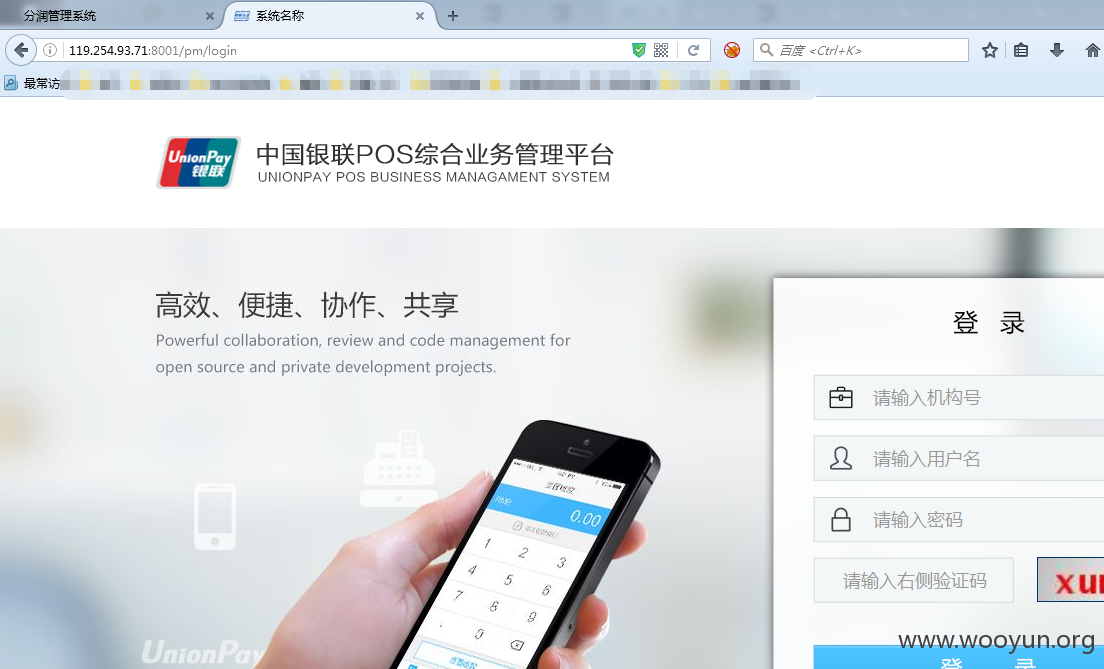 分润管理系统
系统名称
119.254.93.71:8001/pm/login
百度 <Ctrl+K>
最常访
UnionPay
银联
中国银联POS综合业务管理平台
UNIONPAY POS BUSINESS MANAGAMENT SYSTEM
高效、便捷、协作、共享
Powerful collaboration, review and code management for
open source and private development projects.
登 录
请输入机构号
请输入用户名
请输入密码
请输入右侧验证码
xu
0.00
1 2 3
4 5 6
7 8 9
. 0
UnionPay
www.wooyun.org
登 录